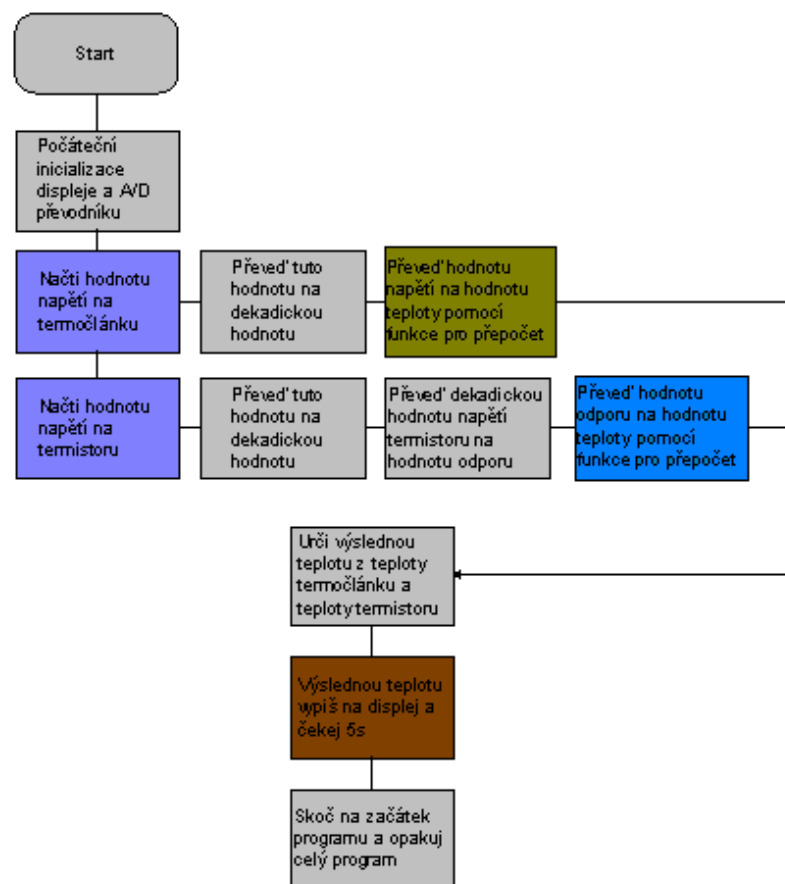 Start
Počáteční
inicializace
displeje a A/D
převodníku
Načti hodnotu
napětí na
termočlánku
Převeď tuto
hodnotu na
dekadickou
hodnotu
Převeď hodnotu
napětí na hodnotu
teploty pomocí
funkce pro přepočet
Načti hodnotu
napětí na
termistoru
Převeď tuto
hodnotu na
dekadickou
hodnotu
Převeď dekadickou
hodnotu napětí
termistoru na
hodnotu odporu
Převeď hodnotu
odporu na hodnotu
teploty pomocí
funkce pro přepočet
Urči výslednou
teplotu z teploty
termočlánku a
teploty termistoru
Výslednou teplotu
vypiš na displej a
čekej 5s
Skoč na začátek
programu a opakuj
celý program